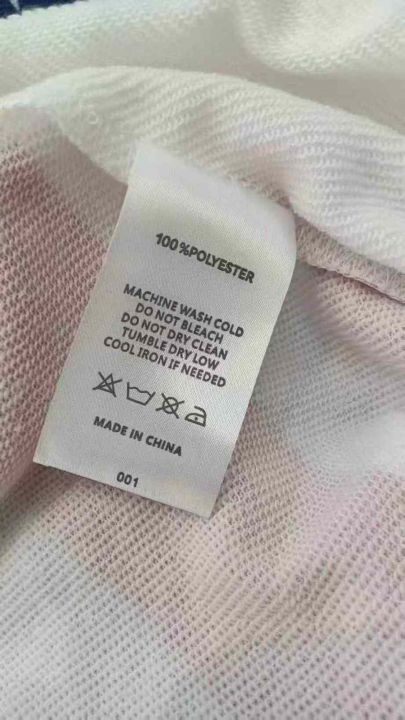 100%POLYESTER
MACHINE WASH COLD
DO NOT BLEACH
DO NOT DRY CLEAN
TUMBLE DRY LOW
COOL IRON IF NEEDED
MADE IN CHINA
001